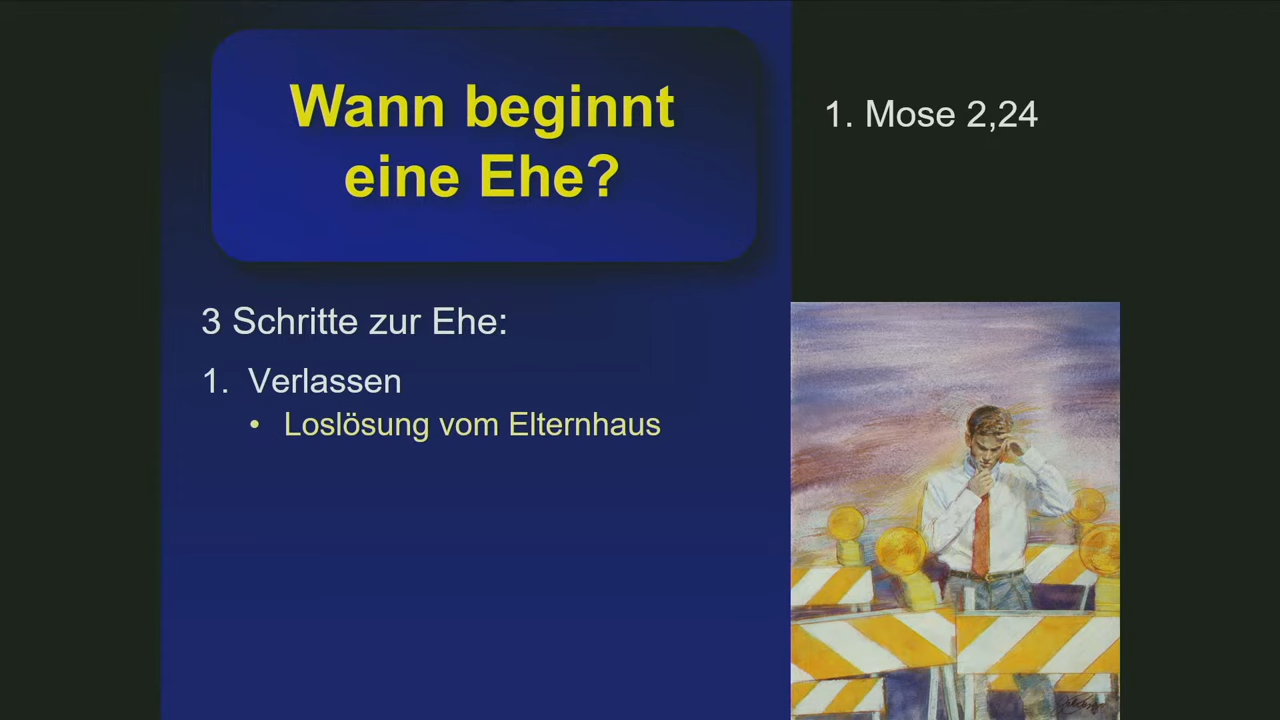 Wann beginnt
eine Ehe?
1. Mose 2,24
3 Schritte zur Ehe:
1. Verlassen
• Loslösung vom Elternhaus